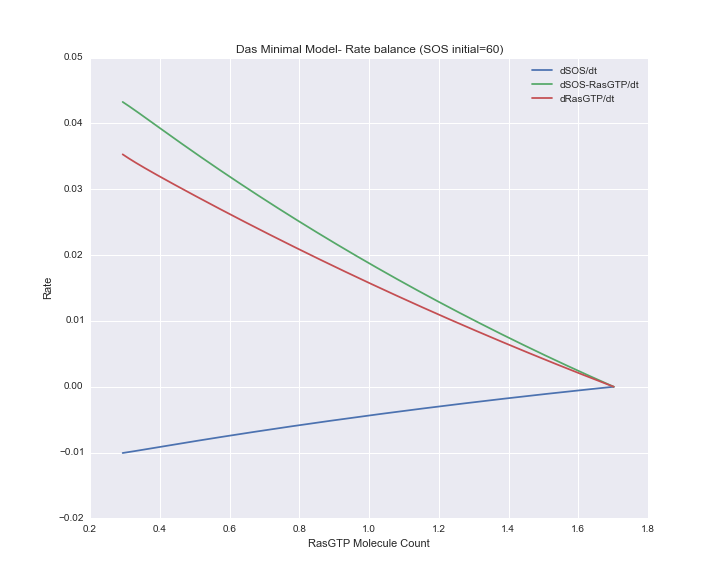 Das Minimal Model- Rate balance (SOS initial=60)
0.05
0.04
0.03
0.02
0.01
0.00
−0.01
−0.02
Rate
dSOS/dt
dSOS-RasGTP/dt
dRasGTP/dt
0.2 0.4 0.6 0.8 1.0 1.2 1.4 1.6 1.8
RasGTP Molecule Count